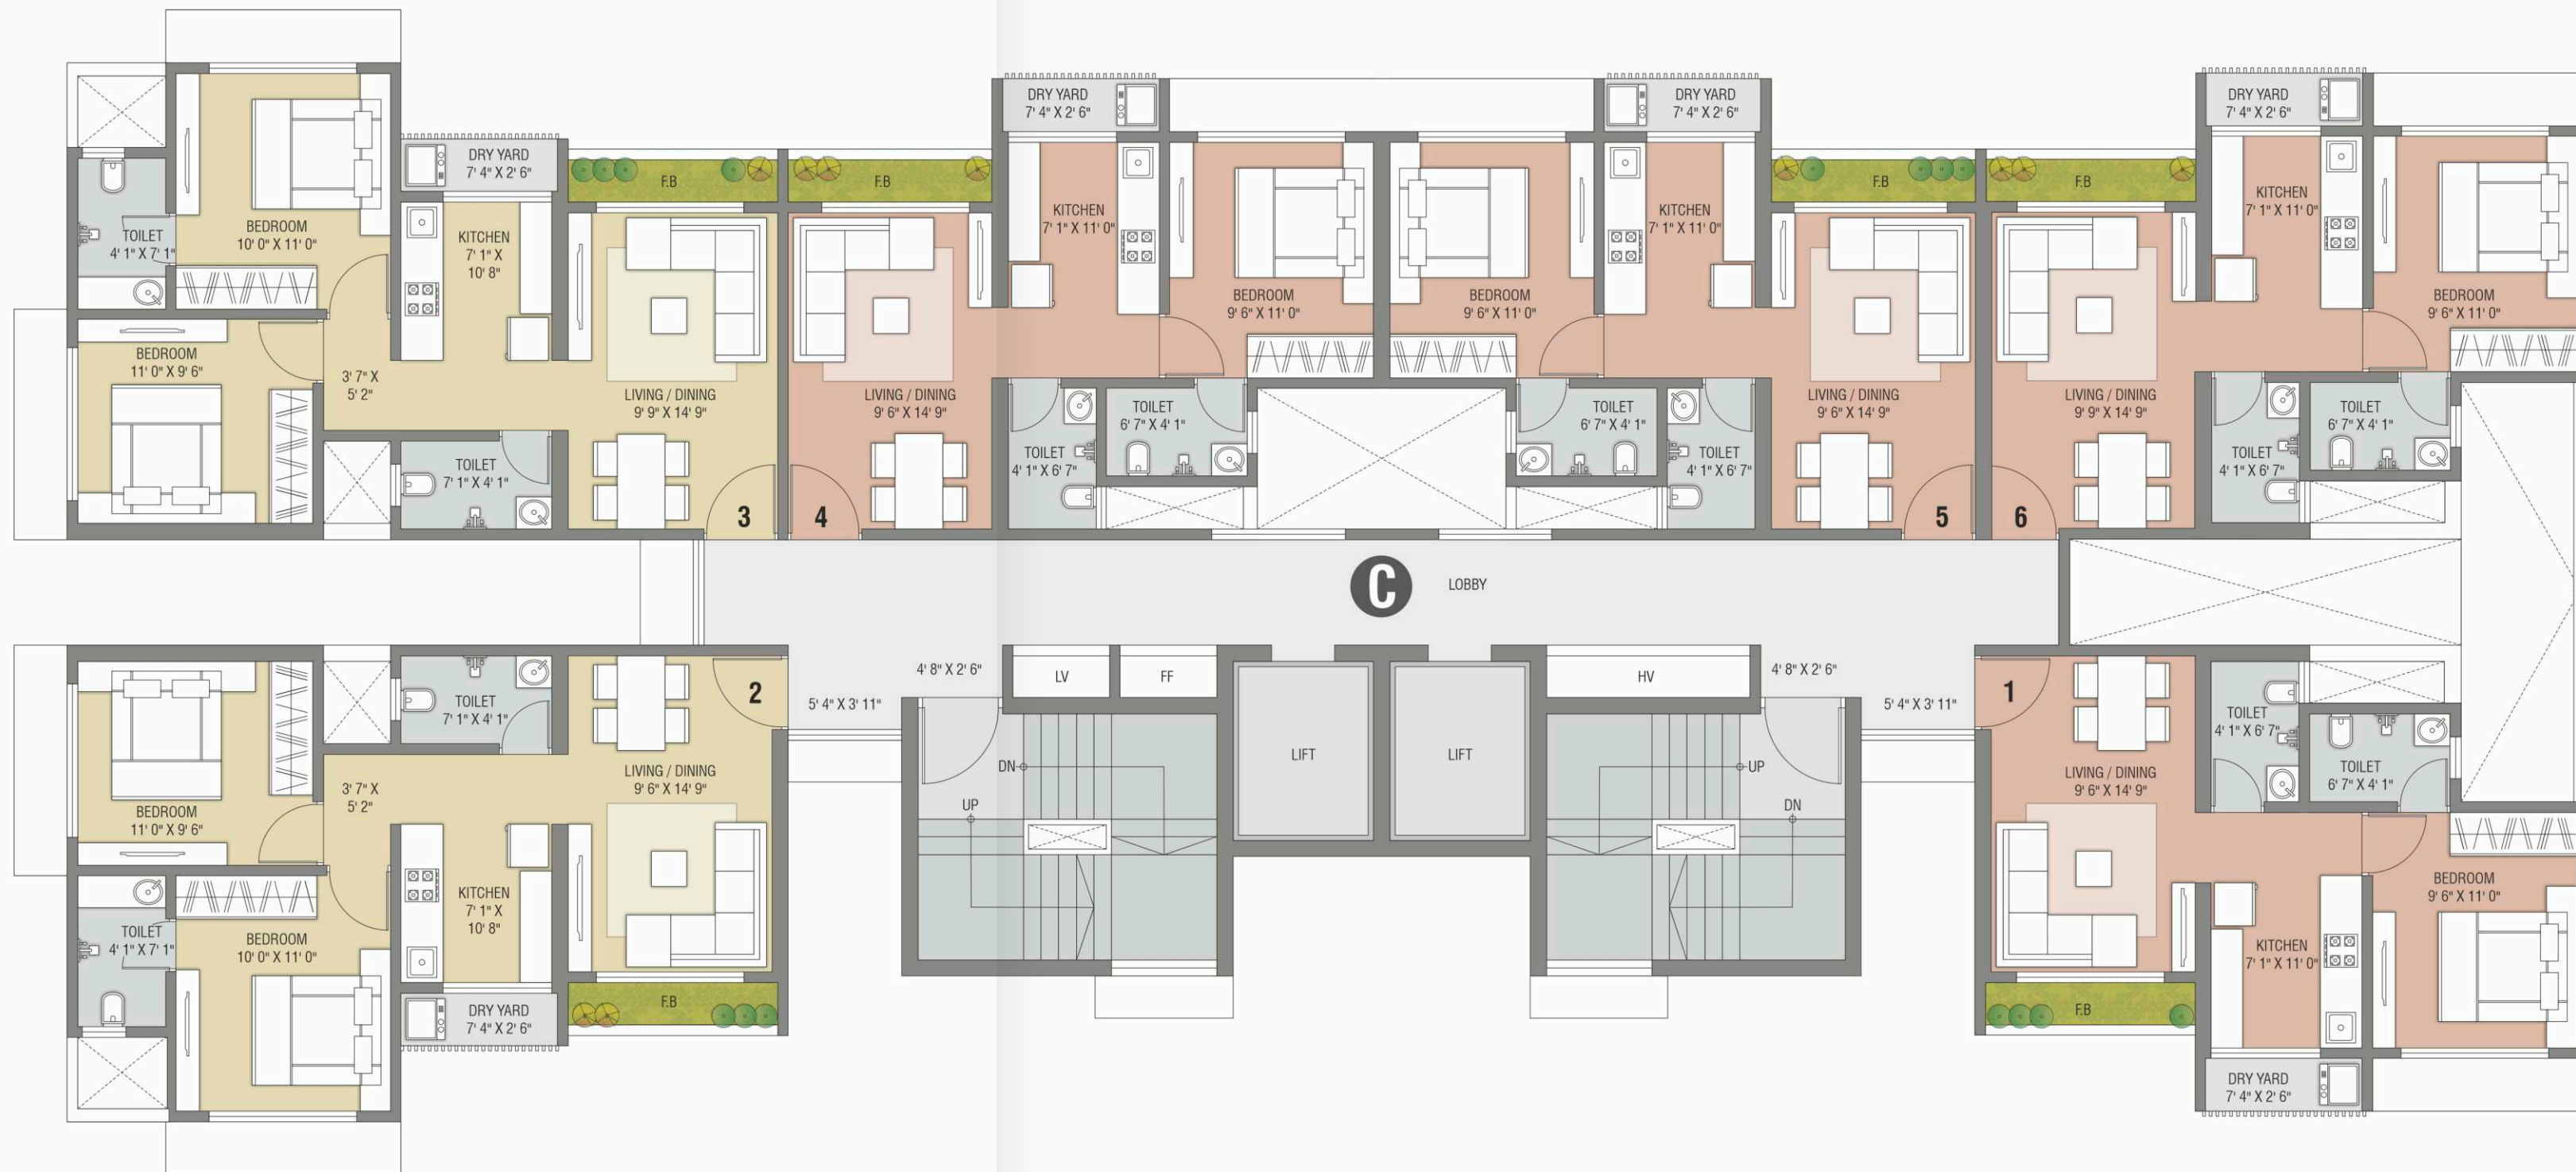 BEDROOM
10' 0" X 11' 0"
TOILET
4' 1" X 7' 1"
BEDROOM
11' 0" X 9' 6"
3' 7" X
5' 2"
DRY YARD
7' 4" X 2' 6"
KITCHEN
7' 1" X
10' 8"
TOILET
7' 1" X 4' 1"
F.B
LIVING / DINING
9' 9" X 14' 9"
3
F.B
LIVING / DINING
9' 6" X 14' 9"
4
DRY YARD
7' 4" X 2' 6"
KITCHEN
7' 1" X 11' 0"
BEDROOM
9' 6" X 11' 0"
TOILET
4' 1" X 6' 7"
TOILET
6' 7" X 4' 1"
BEDROOM
9' 6" X 11' 0"
DRY YARD
7' 4" X 2' 6"
KITCHEN
7' 1" X 11' 0"
TOILET
6' 7" X 4' 1"
TOILET
4' 1" X 6' 7"
F.B
LIVING / DINING
9' 6" X 14' 9"
5
F.B
LIVING / DINING
9' 9" X 14' 9"
6
DRY YARD
7' 4" X 2' 6"
KITCHEN
7' 1" X 11' 0"
BEDROOM
9' 6" X 11' 0"
TOILET
4' 1" X 6' 7"
TOILET
6' 7" X 4' 1"
C
LOBBY
TOILET
7' 1" X 4' 1"
2
LIVING / DINING
9' 6" X 14' 9"
3' 7" X
5' 2"
BEDROOM
11' 0" X 9' 6"
TOILET
4' 1" X 7' 1"
BEDROOM
10' 0" X 11' 0"
KITCHEN
7' 1" X
10' 8"
DRY YARD
7' 4" X 2' 6"
F.B
5' 4" X 3' 11"
4' 8" X 2' 6"
LV
FF
DN
UP
LIFT
LIFT
HV
UP
DN
4' 8" X 2' 6"
5' 4" X 3' 11"
1
LIVING / DINING
9' 6" X 14' 9"
TOILET
4' 1" X 6' 7"
TOILET
6' 7" X 4' 1"
BEDROOM
9' 6" X 11' 0"
KITCHEN
7' 1" X 11' 0"
F.B
DRY YARD
7' 4" X 2' 6"